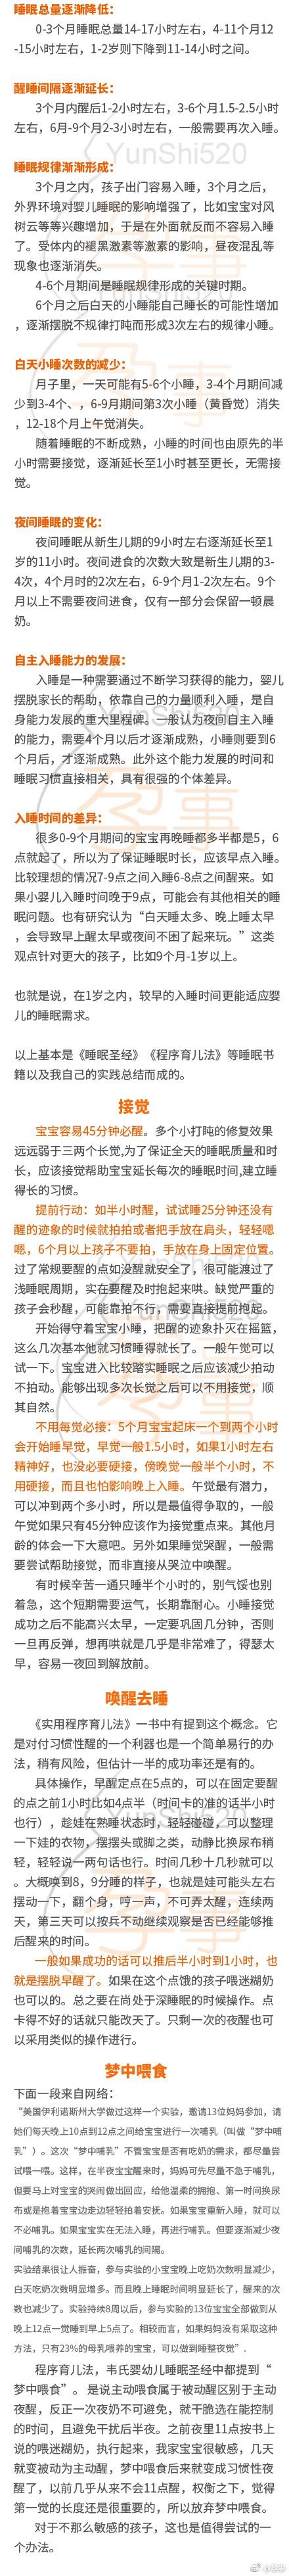 睡眠总量逐渐降低：
0-3个月睡眠总量14-17小时左右，4-11个月12
-15小时左右，1-2岁则下降到11-14小时之间。
醒睡间隔逐渐延长：
3个月内醒后1-2小时左右，3-6个月1.5-2.5小时
左右，6月-9个月2-3小时左右，一般需要再次入睡。
YunShi520
睡眠规律渐渐形成：
3个月之内，孩子出门容易入睡，3个月之后，
外界环境对婴儿睡眠的影响增强了，比如宝宝对风
树云等等兴趣增加，于是在外面就反而不容易入睡
了。受体内的褪黑激素等激素的影响，昼夜混乱等
现象也逐渐消失。
4-6个月期间是睡眠规律形成的关键时期。
6个月之后白天的小睡能自己睡长的可能性增加
，逐渐摆脱不规律打盹而形成3次左右的规律小睡。
孕事
白天小睡次数的减少：
月子里，一天可能有5-6个小睡，3-4个月期间减
少到3-4个、，6-9月期间第3次小睡（黄昏觉）消失
，12-18个月上午觉消失。
随着睡眠的不断成熟，小睡的时间也由原先的半
小时需要接觉，逐渐延长至1小时甚至更长，无需接
觉。
夜间睡眠的变化：
夜间睡眠从新生儿期的9小时左右逐渐延长至1
岁的11小时。夜间进食的次数大致是新生儿期的3-
4次，4个月时的2次左右，6-9个月1-2次左右。9个
月以上不需要夜间进食，仅有一部分会保留一顿晨
奶。
自主入睡能力的发展：
入睡是一种需要通过不断学习获得的能力，婴儿
摆脱家长的帮助，依靠自己的力量顺利入睡，是自
身能力发展的重大里程碑。一般认为夜间自主入睡
的能力，需要4个月以后才逐渐成熟，小睡则要到6
个月后，才逐渐成熟。此外这个能力发展的时间和
睡眠习惯直接相关，具有很强的个体差异。
YunShi520
孕事
入睡时间的差异：
很多0-9个月期间的宝宝再晚睡都多半都是5，6
点就起了，所以为了保证睡眠时长，应该早点入睡。
比较理想的情况7-9点之间入睡6-8点之间醒来。如
果小婴儿入睡时间晚于9点，可能会有其他相关的睡
眠问题。也有研究认为“白天睡太多、晚上睡太早
，会导致早上醒太早或夜间不困了起来玩。”这类
观点针对更大的孩子，比如9个月-1岁以上。
也就是说，在1岁之内，较早的入睡时间更能适应婴
儿的睡眠需求。
以上基本是《睡眠圣经》《程序育儿法》等睡眠书
籍以及我自己的实践总结而成的。
接觉
宝宝容易45分钟必醒。多个小打盹的修复效果
远远弱于三两个长觉,为了保证全天的睡眠质量和时
长，应该接觉帮助宝宝延长每次的睡眠时间,建立睡
得长的习惯。
提前行动：如半小时醒，试试睡25分钟还没有
醒的迹象的时候就拍拍或者把手放在肩头，轻轻嗯
嗯，6个月以上孩子不要拍，手放在身上固定位置。
过了常规要醒的点却没醒就安全了，很可能渡过了
浅睡眠周期，实在要醒及时抱起来哄。缺觉严重的
孩子会秒醒，可能靠拍不行，需要直接提前抱起。
开始得守着宝宝小睡，把醒的迹象扑灭在摇篮，
这么几次基本他就习惯睡得就长了。一般午觉可以
试一下。宝宝进入比较踏实睡眠之后应该减少拍动
不拍动。能够出现多次长觉之后可以不用接觉，顺
其自然。
不用每觉必接：5个月宝宝起床一个到两个小时
会开始睡早觉，早觉一般1.5小时，如果1小时左右
精神好，也没必要硬接，傍晚觉一般半个小时，不
用硬接，而且也怕影响晚上入睡。午觉最有潜力，
可以冲到两个多小时，所以是最值得争取的，一般
午觉如果只有45分钟应该作为接觉重点来。其他月
龄的体会一下大意吧。另外如果睡觉哭醒，一般需
要尝试帮助接觉，而非直接从哭泣中唤醒。
有时候辛苦一通只睡半个小时的，别气馁也别
着急，这个短期需要运气，长期靠耐心。小睡接觉
成功之后不能高兴太早，一定要巩固几分钟，否则
一旦再反弹，想再哄就是几乎是非常难了，得瑟太
早，容易一夜回到解放前。
唤醒去睡
《实用程序育儿法》一书中有提到这个概念。它
是对付习惯性醒的一个利器也是一个简单易行的办
法，稍有风险，但估计一半的成功率还是有的。
具体操作，早醒定点在5点的，可以在固定要醒
的点之前1小时比如4点半（时间卡的准的话半小时
也行），趁娃在熟睡状态时，轻轻碰碰，可以整理
一下娃的衣物，摆摆头或脚之类，动静比换尿布稍
轻，轻轻说一两句话也行。时间几秒十几秒就可以
。大概唤到8，9分睡的样子，也就是娃可能头左右
摆动一下，翻个身，哼一声，不可弄太醒，连续两
天，第三天可以按兵不动继续观察是否已经能够推
后醒来的时间。
YunShi520
一般如果成功的话可以推后半小时到1小时，也
就是摆脱早醒了。如果在这个点饿的孩子喂迷糊奶
也可以的。总之要在尚处于深睡眠的时候操作。点
卡得不好的话就只能改天了。只剩一次的夜醒也可
以采用类似的操作进行。
梦中喂食
下面一段来自网络：
“美国伊利诺斯州大学做过这样一个实验，邀请13位妈妈参加，请
她们每天晚上10点到12点之间给宝宝进行一次哺乳（叫做“梦中哺
乳”）。这次“梦中哺乳”不管宝宝是否有吃奶的需求，都尽量尝
试喂一喂。这样，在半夜宝宝醒来时，妈妈可先尽量不急于哺乳，
但要马上对宝宝的哭闹做出回应，给他温柔的拥抱、第一时间换尿
布或是抱着宝宝边走边轻轻拍着安抚。如果宝宝重新入睡，就可以
不必哺乳。如果宝宝实在无法入睡，再进行哺乳。但要逐渐减少夜
间哺乳的次数，延长两次哺乳的间隔。
实验结果很让人振奋，参与实验的小宝宝晚上吃奶次数明显减少，
白天吃奶次数明显增多。而且晚上睡眠时间明显延长了，醒来的次
数也减少了。实验持续8周以后，参与实验的13位宝宝全部做到从
晚上12点一觉睡到早上5点了。相较而言，如果妈妈没有采取这种
方法，只有23%的母乳喂养的宝宝，可以做到睡整夜觉”.
程序育儿法，韦氏婴幼儿睡眠圣经中都提到“
梦中喂食”。 是说主动喂食属于被动醒区别于主动
夜醒，反正一次夜奶不可避免，就干脆选在能控制
的时间，且避免干扰后半夜。之前夜里11点按书上
说的喂迷糊奶，执行起来，我家宝宝很敏感，几天
就变被动为主动醒，梦中喂食后来就变成习惯性夜
醒了，以前几乎从来不会11点醒，权衡之下，觉得
第一觉的长度还是很重要的，所以放弃梦中喂食。
对于不那么敏感的孩子，这也是值得尝试的一
个办法。